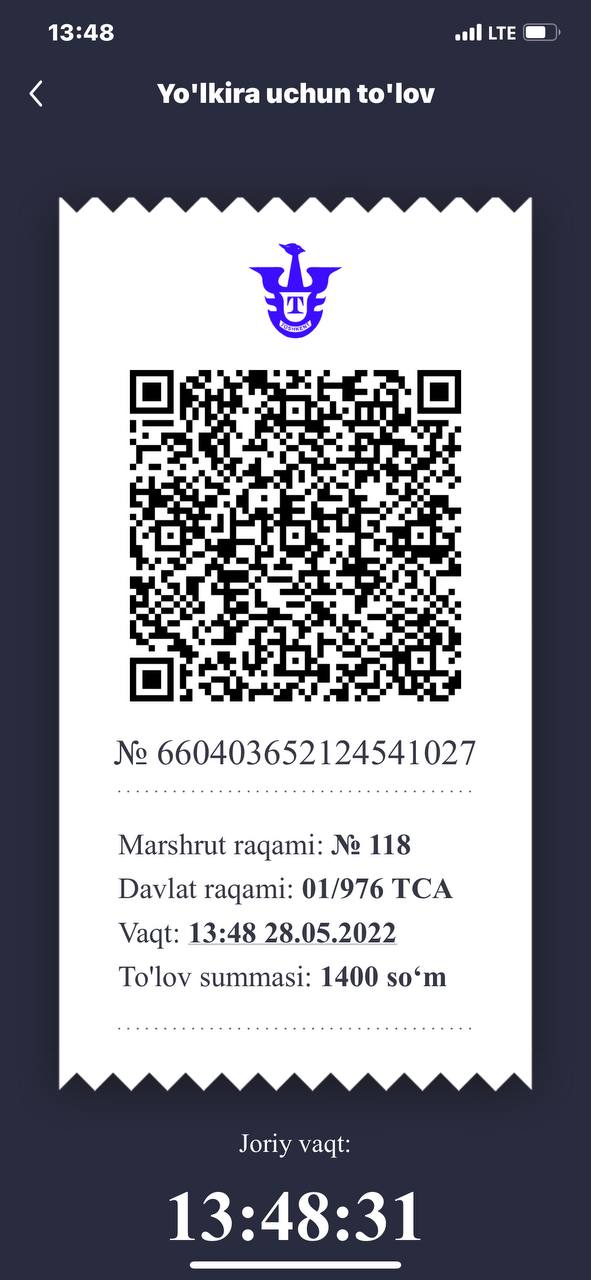 13:48
LTE
Yo'lkira uchun to'lov
T
TOSHKENT
№ 660403652124541027
Marshrut raqami: № 118
Davlat raqami: 01/976 TCA
Vaqt: 13:48 28.05.2022
To'lov summasi: 1400 so‘m
Joriy vaqt:
13:48:31